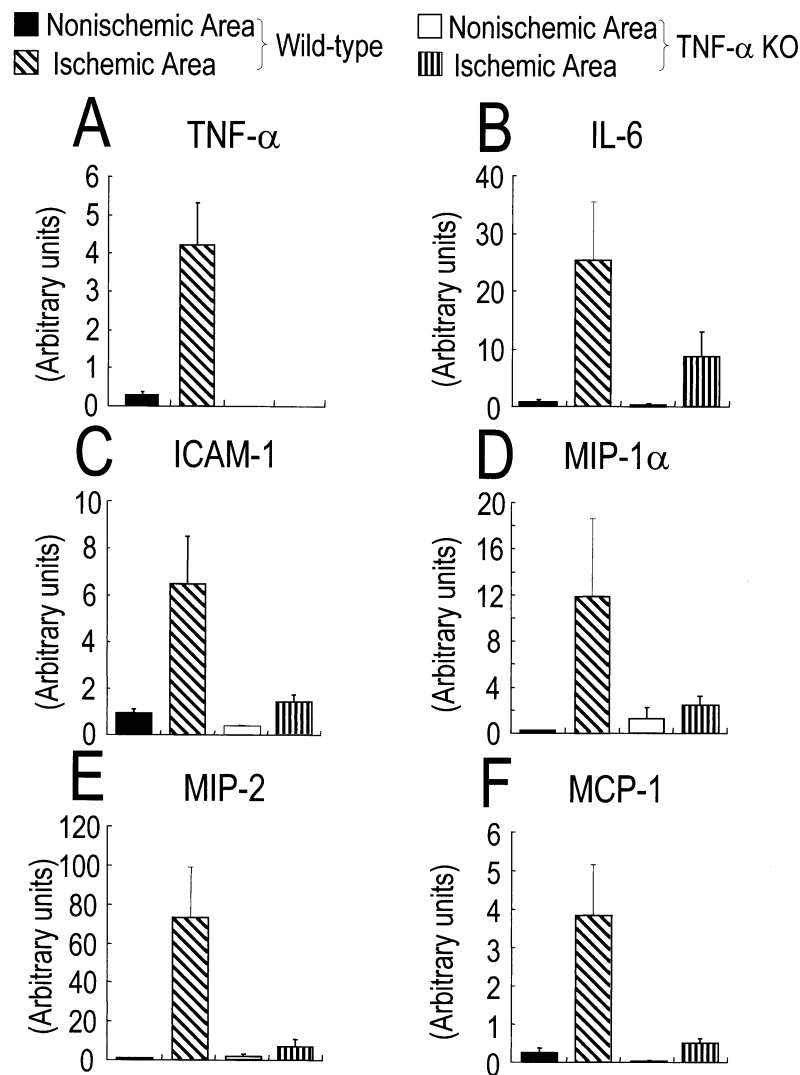 Nonischemic Area
Ischemic Area
Wild-type
Nonischemic Area
Ischemic Area
TNF-α KO
A
TNF-α
(Arbitrary units)
6
5
4
3
2
1
0
B
IL-6
(Arbitrary units)
40
30
20
10
0
C
ICAM-1
(Arbitrary units)
10
8
6
4
2
0
D
MIP-1α
(Arbitrary units)
20
16
12
8
4
0
E
MIP-2
(Arbitrary units)
120
100
80
60
40
20
0
F
MCP-1
(Arbitrary units)
6
5
4
3
2
1
0